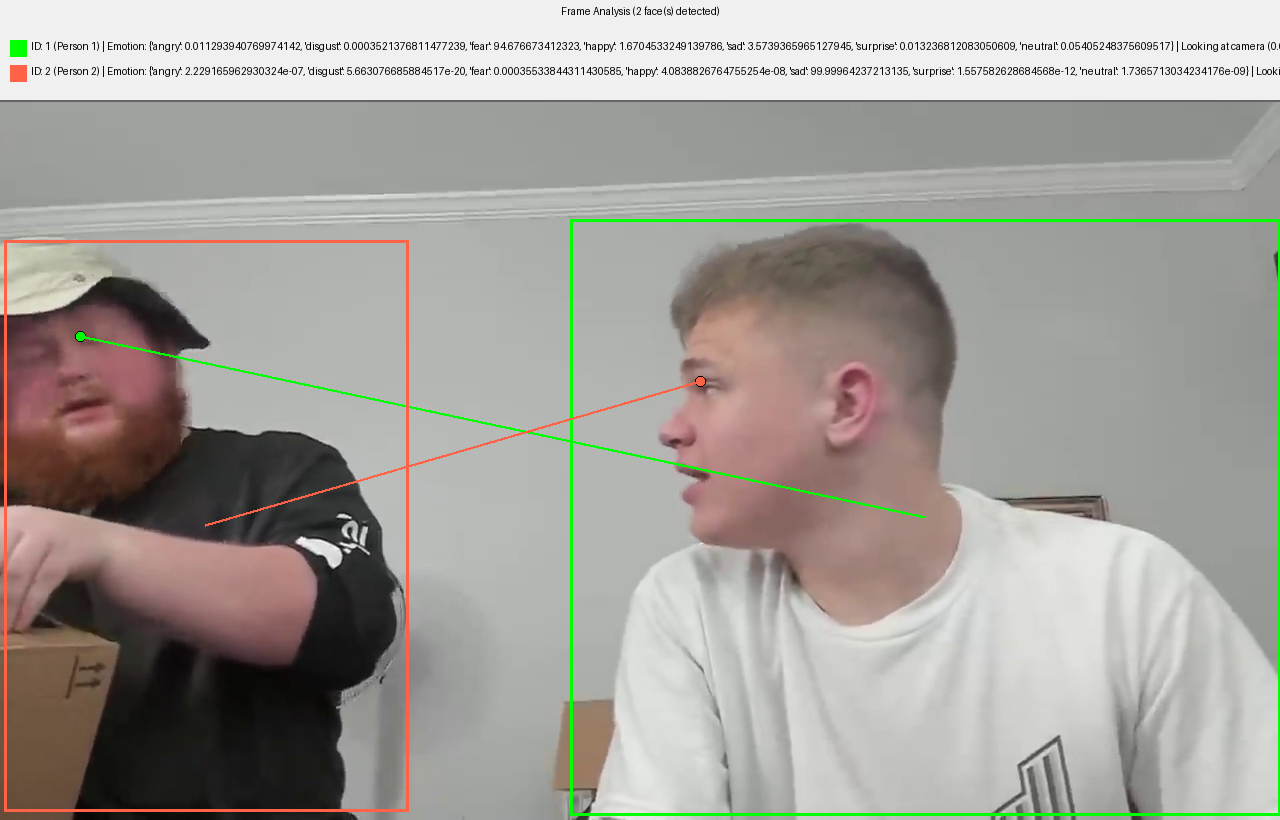 Frame Analysis (2 face(s) detected)
ID: 1 (Person 1) | Emotion: {'angry': 0.011293940769974142, 'disgust': 0.0003521376811477239, 'fear': 94.676673412323, 'happy': 1.6704533249139786, 'sad': 3.5739365965127945, 'surprise': 0.013236812083050609, 'neutral': 0.05405248375609517} | Looking at camera (0.
ID: 2 (Person 2) | Emotion: {'angry': 2.229165962930324e-07, 'disgust': 5.663076685884517e-20, 'fear': 0.00035533844311430585, 'happy': 4.0838826764755254e-08, 'sad': 99.99964237213135, 'surprise': 1.557582628684568e-12, 'neutral': 1.7365713034234176e-09} | Looki